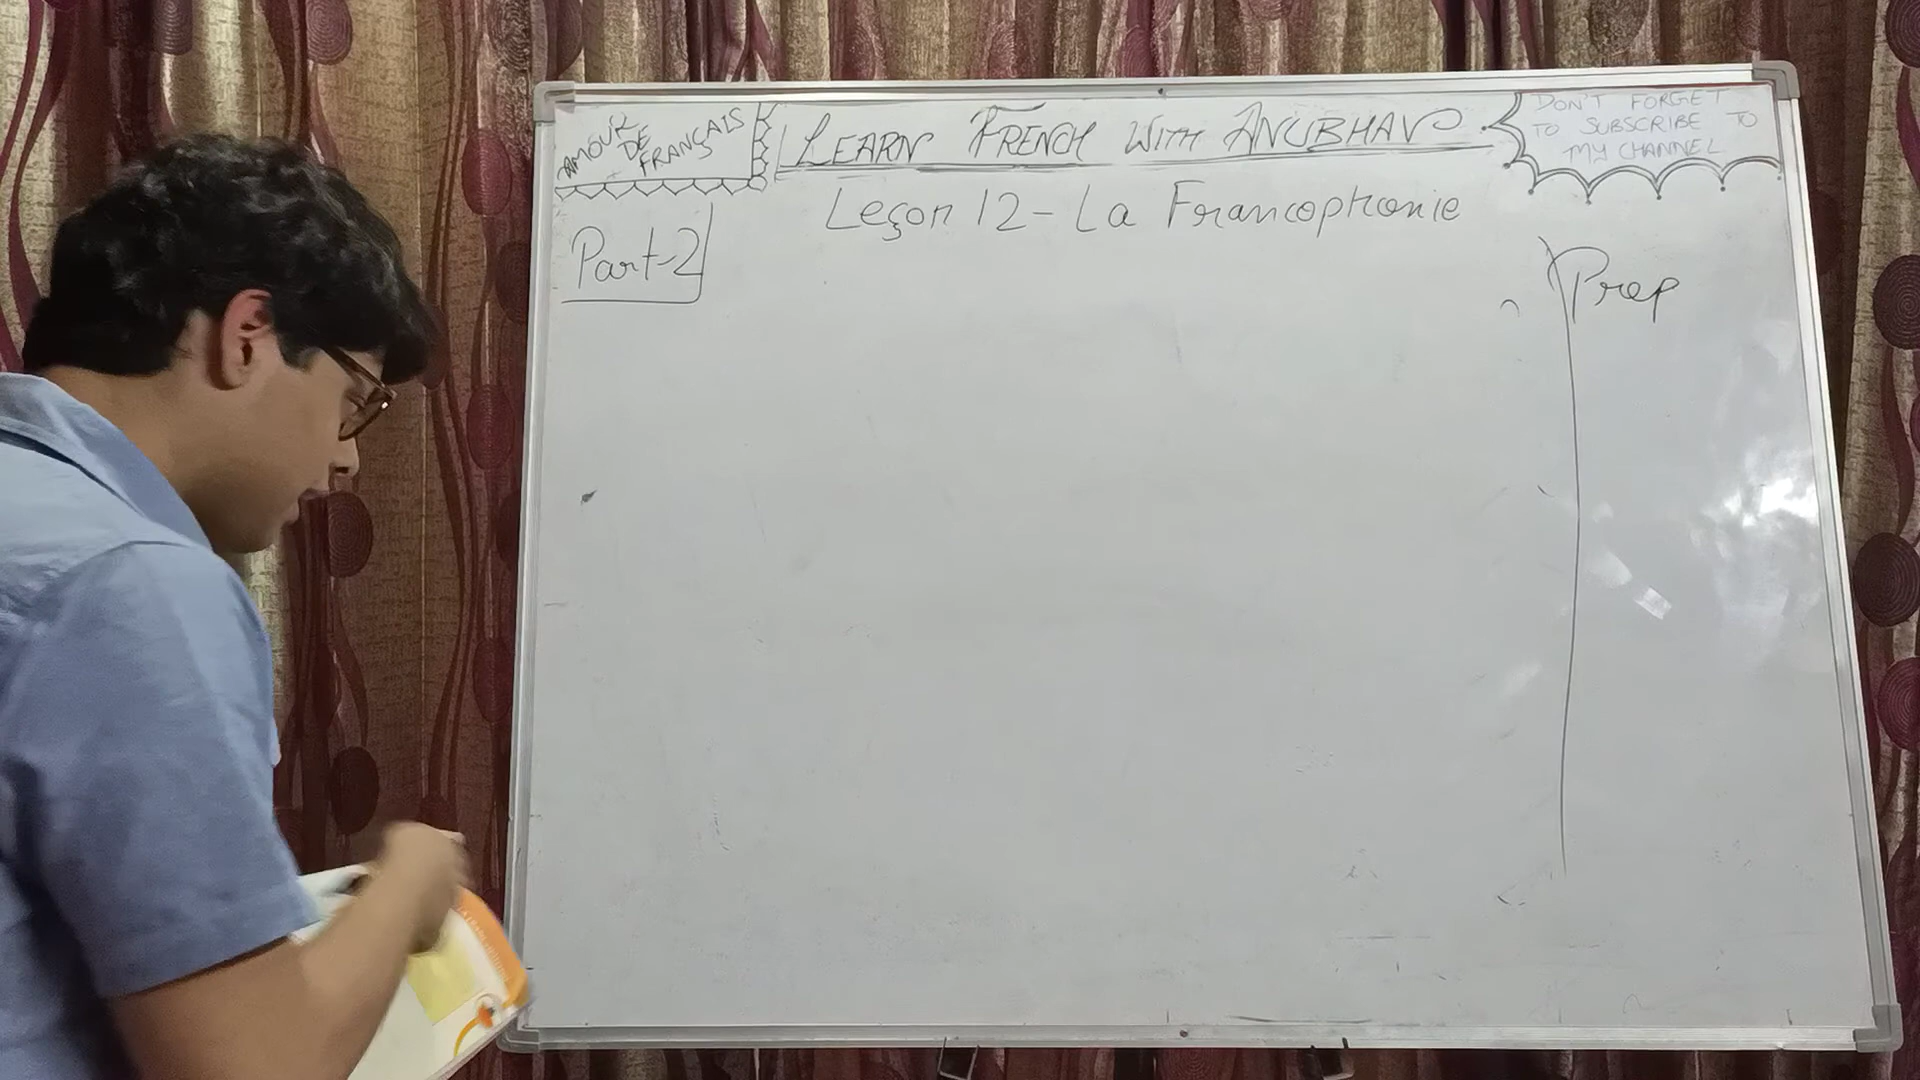 AMOUR
DE
FRANÇAIS
LEARN FRENCH WITH ANUBHAV
DON'T FORGET
TO SUBSCRIBE TO
MY CHANNEL
Leçon 12 - La Francophonie
Part-2
Prep